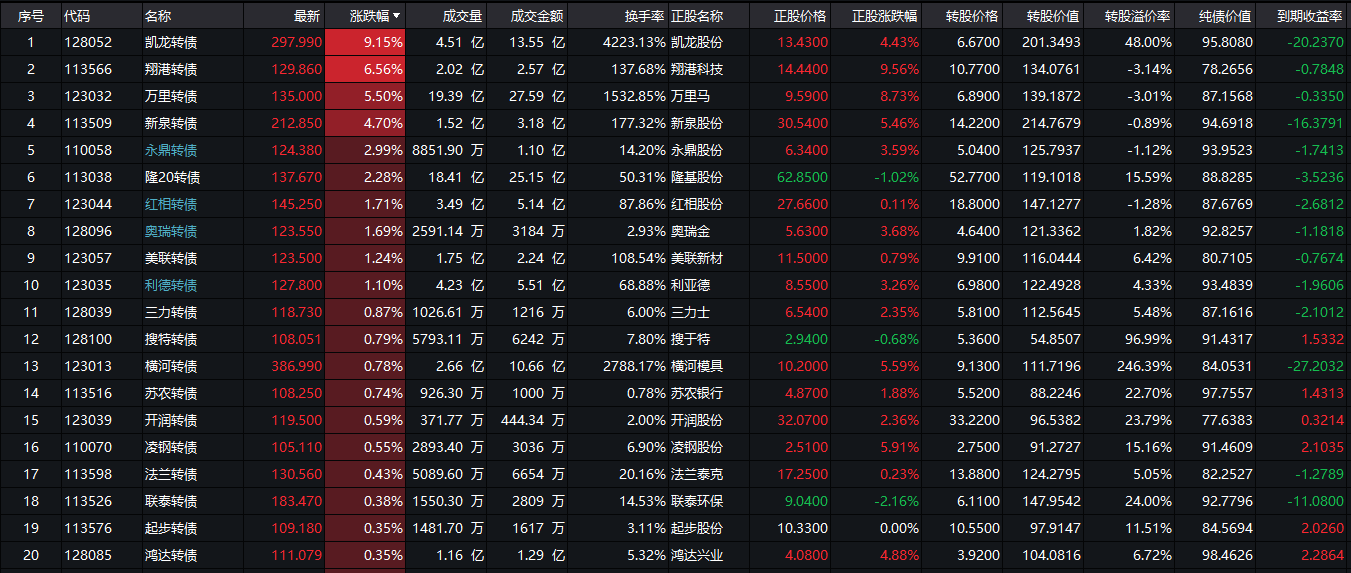 序号 代码 名称 最新 涨跌幅 成交量 成交金额 换手率 正股名称 正股价格 正股涨跌幅 转股价格 转股价值 转股溢价率 纯债价值 到期收益率
1 128052 凯龙转债 297.990 9.15% 4.51 亿 13.55 亿 4223.13% 凯龙股份 13.4300 4.43% 6.6700 201.3493 48.00% 95.8080 -20.2370
2 113566 翔港转债 129.860 6.56% 2.02 亿 2.57 亿 137.68% 翔港科技 14.4400 9.56% 10.7700 134.0761 -3.14% 78.2656 -0.7848
3 123032 万里转债 135.000 5.50% 19.39 亿 27.59 亿 1532.85% 万里马 9.5900 8.73% 6.8900 139.1872 -3.01% 87.1568 -0.3350
4 113509 新泉转债 212.850 4.70% 1.52 亿 3.18 亿 177.32% 新泉股份 30.5400 5.46% 14.2200 214.7679 -0.89% 94.6918 -16.3791
5 110058 永鼎转债 124.380 2.99% 8851.90 万 1.10 亿 14.20% 永鼎股份 6.3400 3.59% 5.0400 125.7937 -1.12% 93.9523 -1.7413
6 113038 隆20转债 137.670 2.28% 18.41 亿 25.15 亿 50.31% 隆基股份 62.8500 -1.02% 52.7700 119.1018 15.59% 88.8285 -3.5236
7 123044 红相转债 145.250 1.71% 3.49 亿 5.14 亿 87.86% 红相股份 27.6600 0.11% 18.8000 147.1277 -1.28% 87.6769 -2.6812
8 128096 奥瑞转债 123.550 1.69% 2591.14 万 3184 万 2.93% 奥瑞金 5.6300 3.68% 4.6400 121.3362 1.82% 92.8257 -1.1818
9 123057 美联转债 123.500 1.24% 1.75 亿 2.24 亿 108.54% 美联新材 11.5000 0.79% 9.9100 116.0444 6.42% 80.7105 -0.7674
10 123035 利德转债 127.800 1.10% 4.23 亿 5.51 亿 68.88% 利亚德 8.5500 3.26% 6.9800 122.4928 4.33% 93.4839 -1.9606
11 128039 三力转债 118.730 0.87% 1026.61 万 1216 万 6.00% 三力士 6.5400 2.35% 5.8100 112.5645 5.48% 87.1616 -2.1012
12 128100 搜特转债 108.051 0.79% 5793.11 万 6242 万 7.80% 搜于特 2.9400 -0.68% 5.3600 54.8507 96.99% 91.4317 1.5332
13 123013 横河转债 386.990 0.78% 2.66 亿 10.66 亿 2788.17% 横河模具 10.2000 5.59% 9.1300 111.7196 246.39% 84.0531 -27.2032
14 113516 苏农转债 108.250 0.74% 926.30 万 1000 万 0.78% 苏农银行 4.8700 1.88% 5.5200 88.2246 22.70% 97.7557 1.4313
15 123039 开润转债 119.500 0.59% 371.77 万 444.34 万 2.00% 开润股份 32.0700 2.36% 33.2200 96.5382 23.79% 77.6383 0.3214
16 110070 凌钢转债 105.110 0.55% 2893.40 万 3036 万 6.90% 凌钢股份 2.5100 5.91% 2.7500 91.2727 15.16% 91.4609 2.1035
17 113598 法兰转债 130.560 0.43% 5089.60 万 6654 万 20.16% 法兰泰克 17.2500 0.23% 13.8800 124.2795 5.05% 82.2527 -1.2789
18 113526 联泰转债 183.470 0.38% 1550.30 万 2809 万 14.53% 联泰环保 9.0400 -2.16% 6.1100 147.9542 24.00% 92.7796 -11.0800
19 113576 起步转债 109.180 0.35% 1481.70 万 1617 万 3.11% 起步股份 10.3300 0.00% 10.5500 97.9147 11.51% 84.5694 2.0260
20 128085 鸿达转债 111.079 0.35% 1.16 亿 1.29 亿 5.32% 鸿达兴业 4.0800 4.88% 3.9200 104.0816 6.72% 98.4626 2.2864